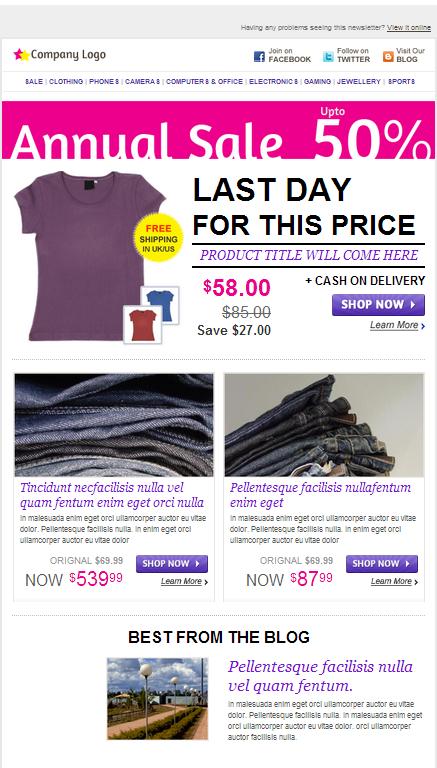 Having any problems seeing this newsletter? View it online
Company Logo
Join on
FACEBOOK
Follow on
TWITTER
Visit Our
BLOG
SALE | CLOTHING | PHONES | CAMERAS | COMPUTERS & OFFICE | ELECTRONICS | GAMING | JEWELLERY | SPORTS
Annual Sale Upto 50%
LAST DAY
FOR THIS PRICE
FREE
SHIPPING
IN UK/US
PRODUCT TITLE WILL COME HERE
$58.00
$85.00
Save $27.00
+ CASH ON DELIVERY
SHOP NOW
Learn More
Tincidunt necfacilisis nulla vel
quam fentum enim eget orci nulla
In malesuada enim eget orci ullamcorper auctor eu vitae
dolor. Pellentesque facilisis nulla. In enim eget orci
ullamcorper auctor eu vitae dolor
ORIGNAL $69.99
NOW $539.99
SHOP NOW
Learn More
Pellentesque facilisis nullafentum
enim eget
In malesuada enim eget orci ullamcorper auctor eu vitae
dolor. Pellentesque facilisis nulla. In malesuada enim
eget orci ullamcorper auctor eu vitae dolor
ORIGNAL $69.99
NOW $87.99
SHOP NOW
Learn More
BEST FROM THE BLOG
Pellentesque facilisis nulla
vel quam fentum.
In malesuada enim eget orci ullamcorper auctor eu vitae
dolor. Pellentesque facilisis nulla. In malesuada enim eget
orci ullamcorper auctor eu vitae dolor. orci ullamcorper
auctor facilisis nulla.